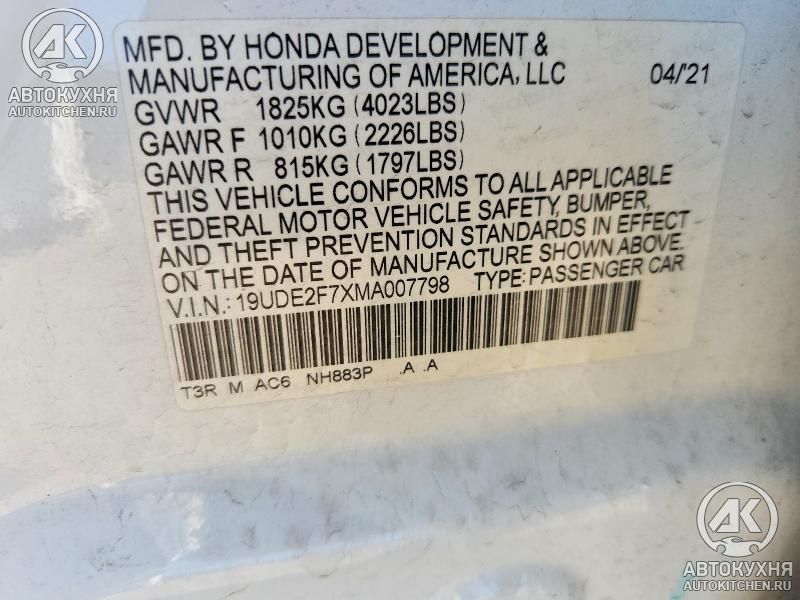 MFD. BY HONDA DEVELOPMENT &
MANUFACTURING OF AMERICA, LLC 04/'21
GVWR 1825KG (4023LBS)
GAWR F 1010KG (2226LBS)
GAWR R 815KG (1797LBS)
THIS VEHICLE CONFORMS TO ALL APPLICABLE
FEDERAL MOTOR VEHICLE SAFETY, BUMPER,
AND THEFT PREVENTION STANDARDS IN EFFECT
ON THE DATE OF MANUFACTURE SHOWN ABOVE.
V.I.N.: 19UDE2F7XMA007798 TYPE: PASSENGER CAR
T3R M AC6 NH883P .A .A
АК
АВТОКУХНЯ
AUTOKITCHEN.RU
АК
АВТОКУХНЯ
AUTOKITCHEN.RU